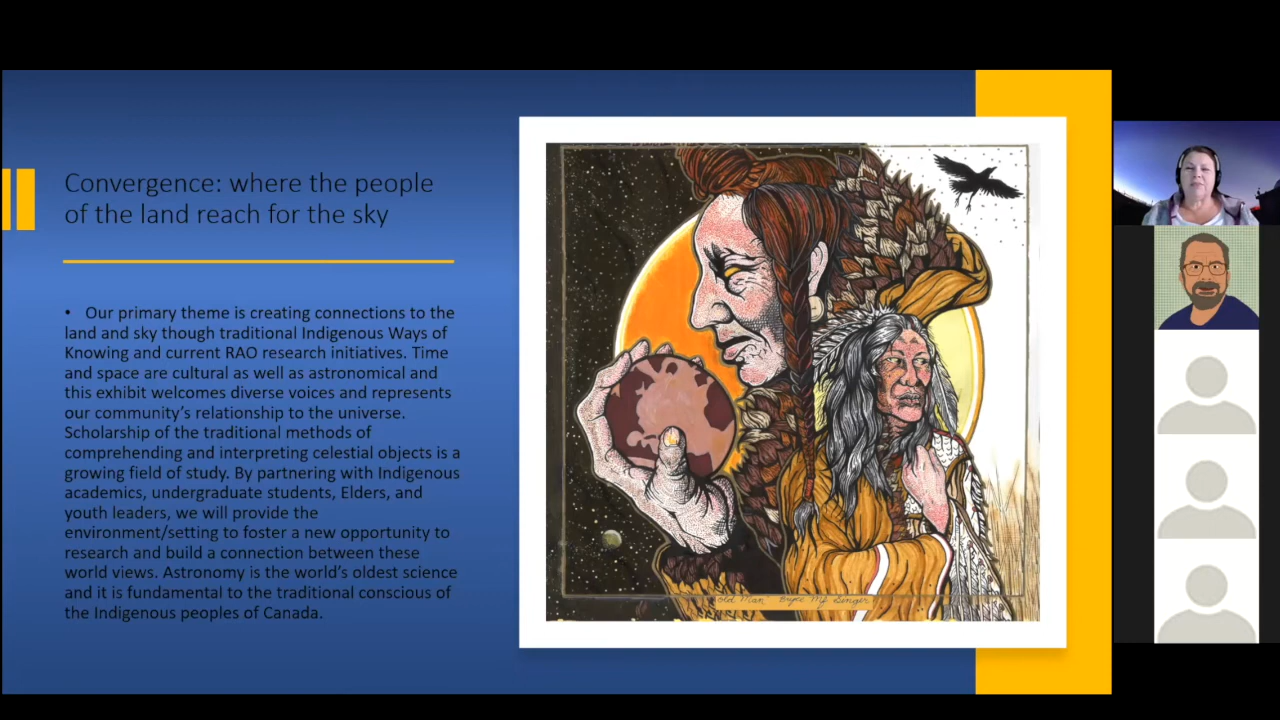 Convergence: where the people
of the land reach for the sky
• Our primary theme is creating connections to the
land and sky though traditional Indigenous Ways of
Knowing and current RAO research initiatives. Time
and space are cultural as well as astronomical and
this exhibit welcomes diverse voices and represents
our community’s relationship to the universe.
Scholarship of the traditional methods of
comprehending and interpreting celestial objects is a
growing field of study. By partnering with Indigenous
academics, undergraduate students, Elders, and
youth leaders, we will provide the
environment/setting to foster a new opportunity to
research and build a connection between these
world views. Astronomy is the world’s oldest science
and it is fundamental to the traditional conscious of
the Indigenous peoples of Canada.
old Man Bryce Singer